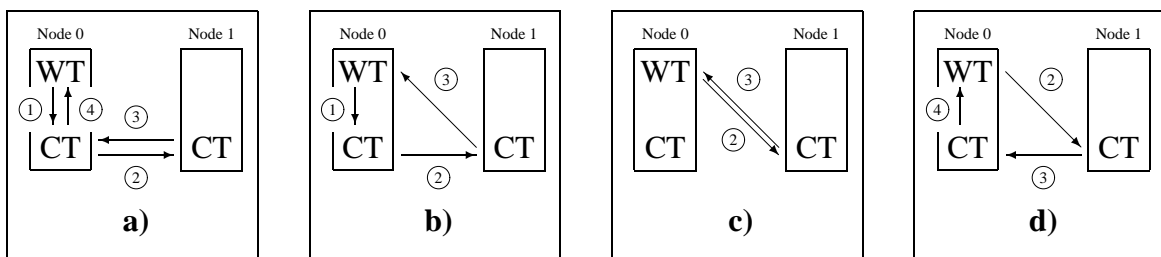 Node 0 Node 1
WT
① ④ ③
CT CT
②
a)
Node 0 Node 1
WT
③
①
CT CT
②
b)
Node 0 Node 1
WT
③
②
CT CT
c)
Node 0 Node 1
WT
②
④
CT CT
③
d)